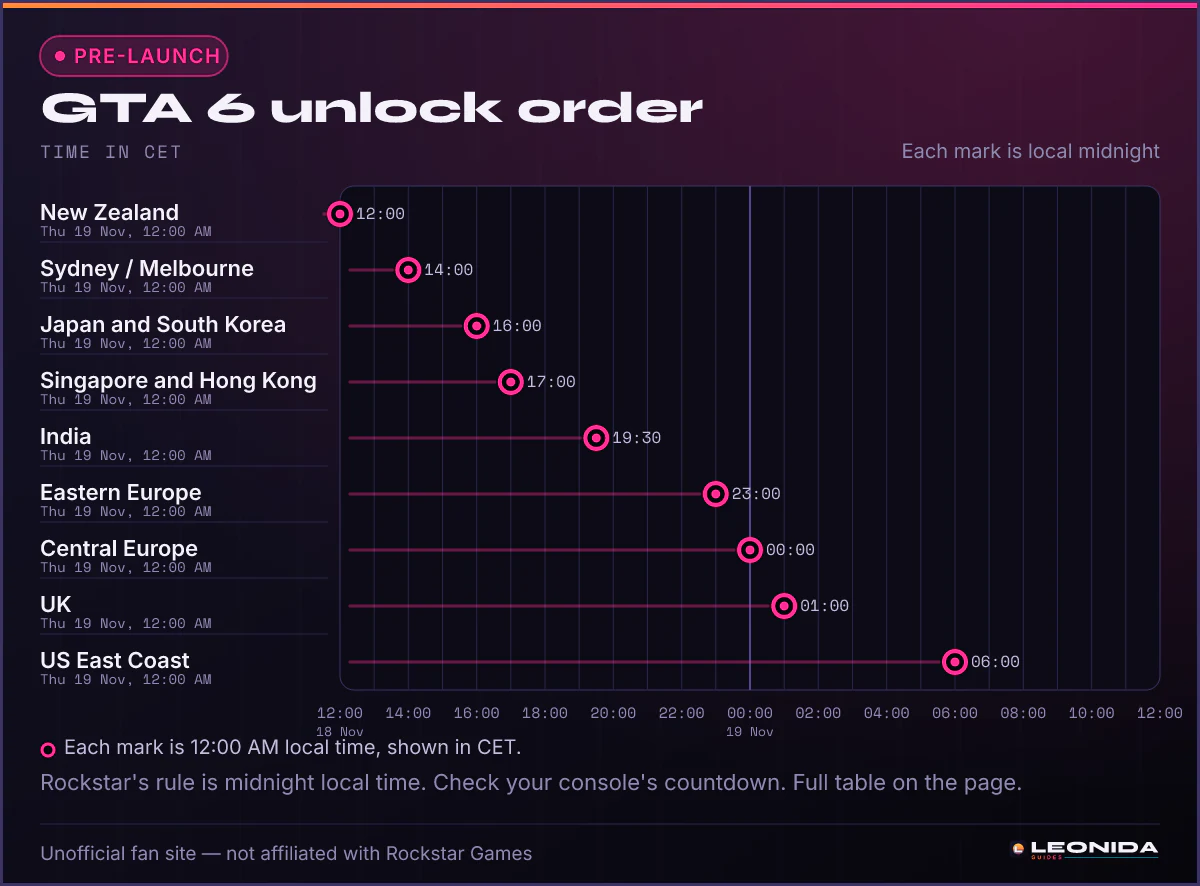 PRE-LAUNCH
GTA 6 unlock order
TIME IN CET
Each mark is local midnight
New Zealand
Thu 19 Nov, 12:00 AM
12:00
Sydney / Melbourne
Thu 19 Nov, 12:00 AM
14:00
Japan and South Korea
Thu 19 Nov, 12:00 AM
16:00
Singapore and Hong Kong
Thu 19 Nov, 12:00 AM
17:00
India
Thu 19 Nov, 12:00 AM
19:30
Eastern Europe
Thu 19 Nov, 12:00 AM
23:00
Central Europe
Thu 19 Nov, 12:00 AM
00:00
UK
Thu 19 Nov, 12:00 AM
01:00
US East Coast
Thu 19 Nov, 12:00 AM
06:00
12:00 14:00 16:00 18:00 20:00 22:00 00:00 02:00 04:00 06:00 08:00 10:00 12:00
18 Nov 19 Nov
Each mark is 12:00 AM local time, shown in CET.
Rockstar's rule is midnight local time. Check your console's countdown. Full table on the page.
Unofficial fan site — not affiliated with Rockstar Games
LEONIDA
GUIDES